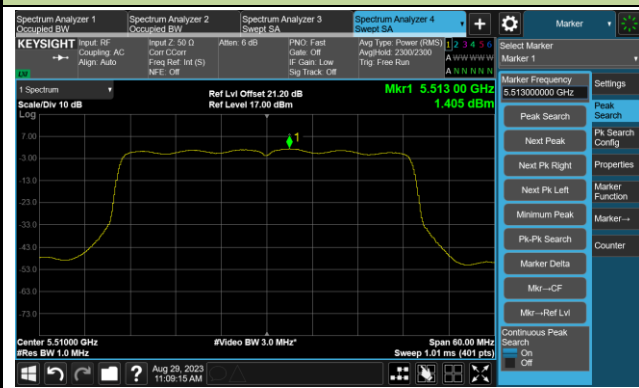 Spectrum Analyzer 1
Occupied BW
Spectrum Analyzer 2
Occupied BW
Spectrum Analyzer 3
Swept SA
Spectrum Analyzer 4
Swept SA
+
Marker
KEYSIGHT
Input: RF
Coupling: AC
Align: Auto
Input Z: 50 Ω
Corr CCorr
Freq Ref: Int (S)
NFE: Off
Atten: 6 dB
PNO: Fast
Gate: Off
IF Gain: Low
Sig Track: Off
Avg Type: Power (RMS)
Avg|Hold: 2300/2300
Trig: Free Run
1 2 3 4 5 6
A W W W W W
A N N N N N
Select Marker
Marker 1
LXI
1 Spectrum
Scale/Div 10 dB
Log
Ref Lvl Offset 21.20 dB
Ref Level 17.00 dBm
Mkr1 5.513 00 GHz
1.405 dBm
7.00
-3.00
-13.0
-23.0
-33.0
-43.0
-53.0
-63.0
-73.0
1
Center 5.51000 GHz
#Res BW 1.0 MHz
#Video BW 3.0 MHz*
Span 60.00 MHz
Sweep 1.01 ms (401 pts)
Marker Frequency
5.513000000 GHz
Peak Search
Next Peak
Next Pk Right
Next Pk Left
Minimum Peak
Pk-Pk Search
Marker Delta
Mkr→CF
Mkr→Ref Lvl
Continuous Peak
Search
On
Off
Settings
Peak
Search
Pk Search
Config
Properties
Marker
Function
Marker→
Counter
?
Aug 29, 2023
11:09:15 AM